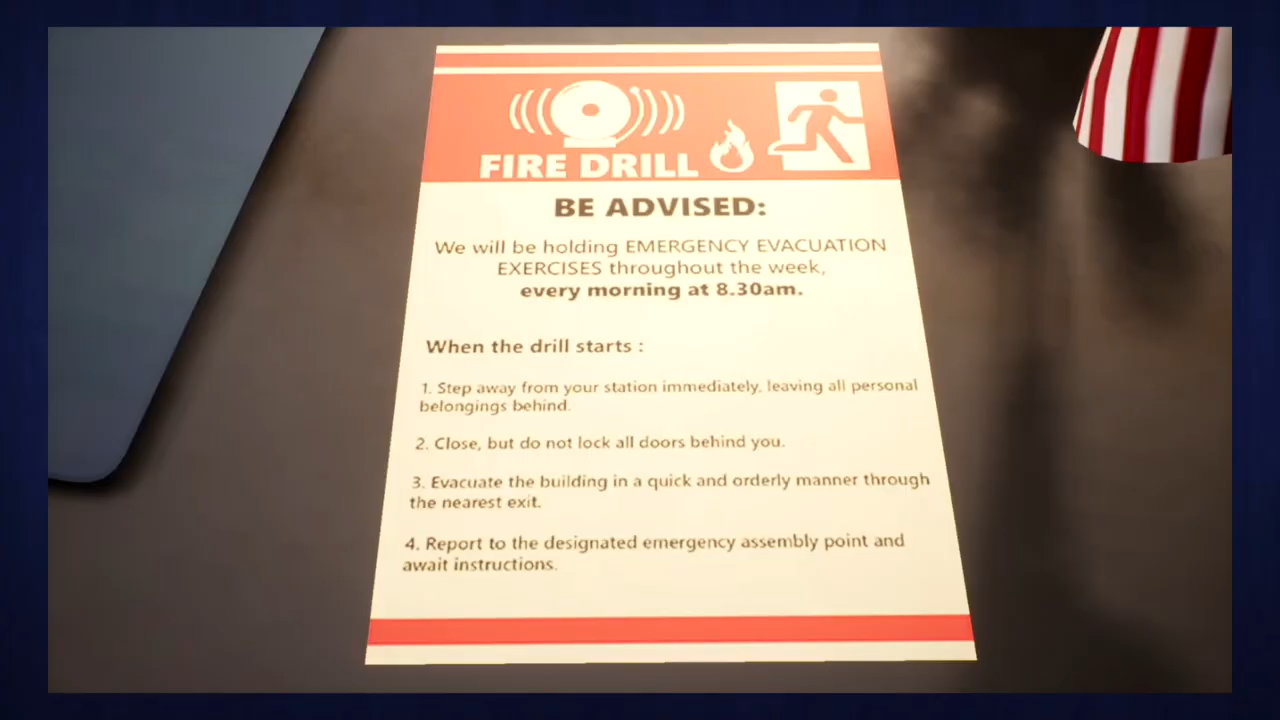 FIRE DRILL
BE ADVISED:
We will be holding EMERGENCY EVACUATION
EXERCISES throughout the week,
every morning at 8.30am.
When the drill starts :
1. Step away from your station immediately, leaving all personal
belongings behind.
2. Close, but do not lock all doors behind you.
3. Evacuate the building in a quick and orderly manner through
the nearest exit.
4. Report to the designated emergency assembly point and
await instructions.